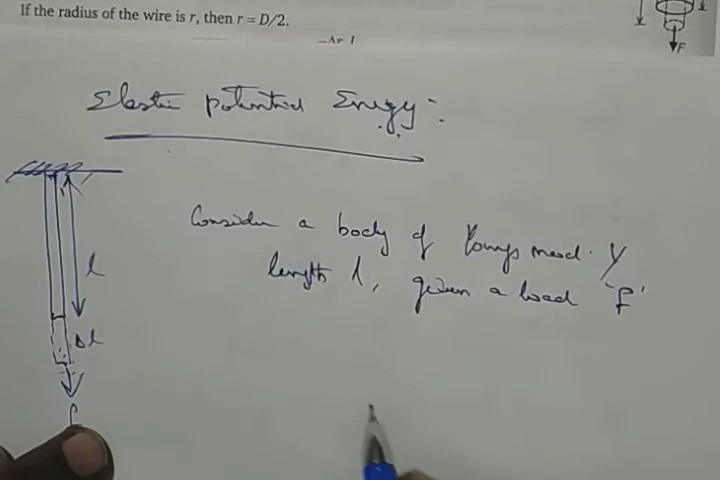 If the radius of the wire is r, then r = D/2.
F
Elastic potential Energy:
l
Δl
f
Consider a body of Youngs mod. Y
length l, given a load 'f'